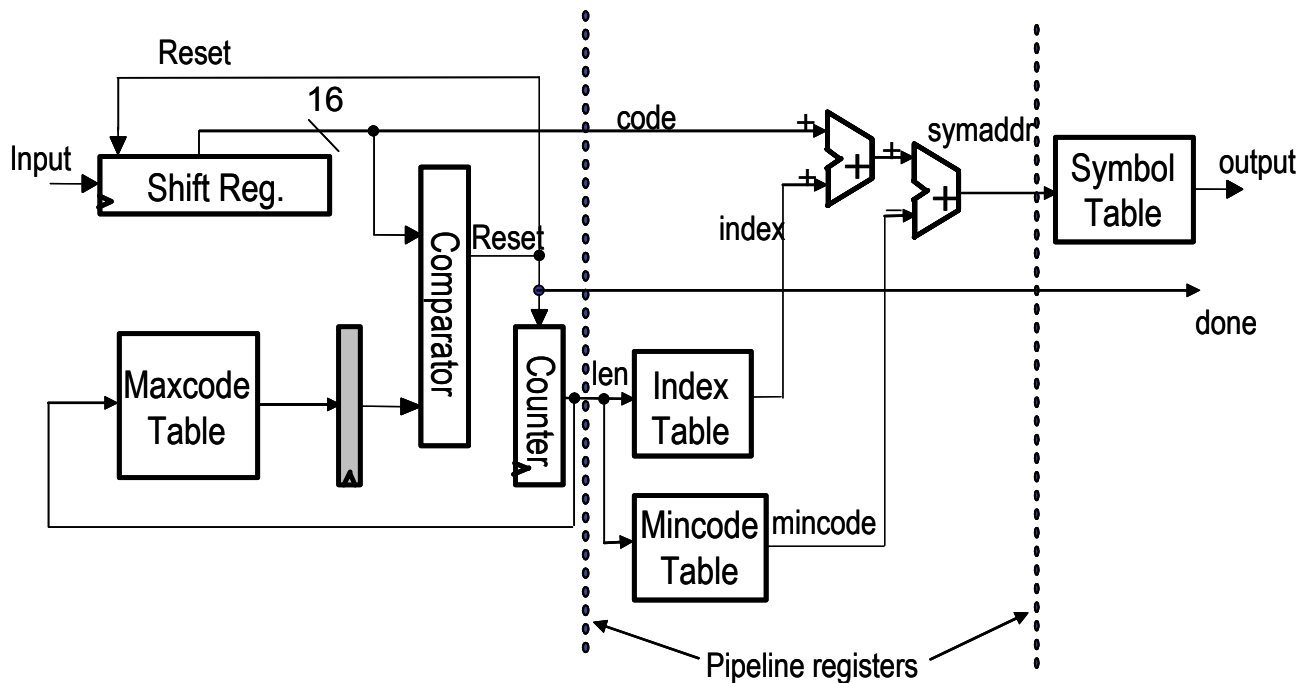 Reset
16
code
symaddr
Input
Shift Reg.
+
+
+
+
+
=
Symbol
Table
output
Comparator
Reset
index
done
Maxcode
Table
Counter
len
Index
Table
Mincode
Table
mincode
Pipeline registers